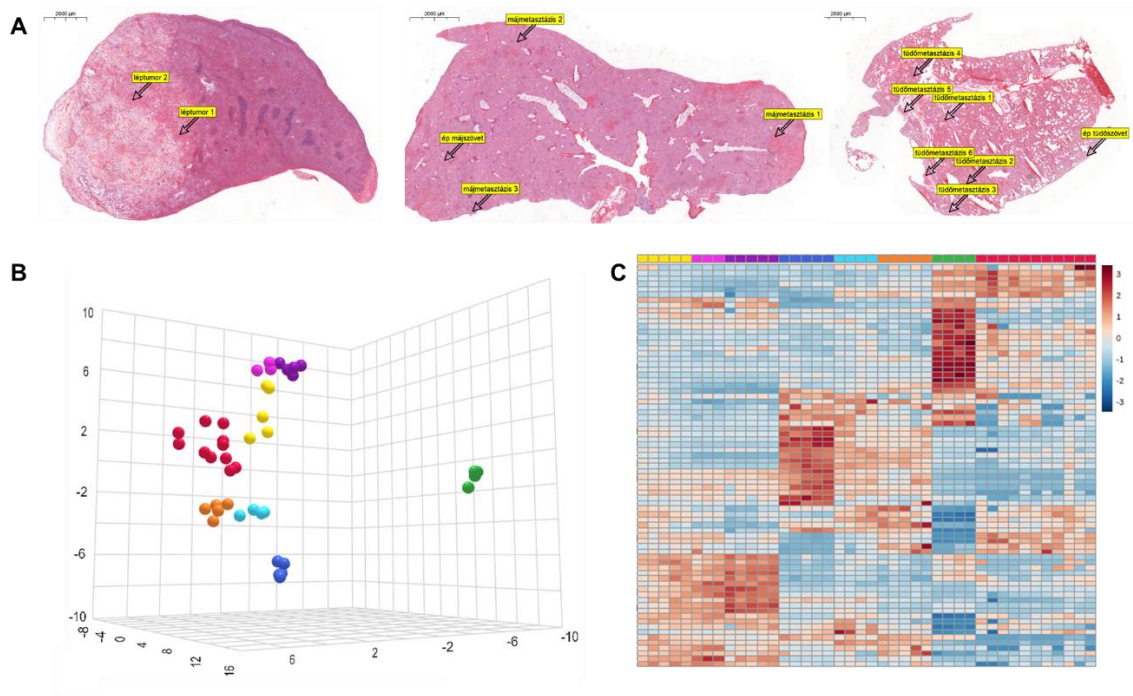 A
2000 µm
léptumor 2
léptumor 1
2000 µm
májmetasztázis 2
májmetasztázis 1
ép májszövet
májmetasztázis 3
2000 µm
tüdőmetasztázis 4
tüdőmetasztázis 5
tüdőmetasztázis 1
ép tüdőszövet
tüdőmetasztázis 6
tüdőmetasztázis 2
tüdőmetasztázis 3
B
10
6
2
-2
-6
-10
-8
-4
0
4
8
12
16
6
2
-2
-6
-10
C
3
2
1
0
-1
-2
-3